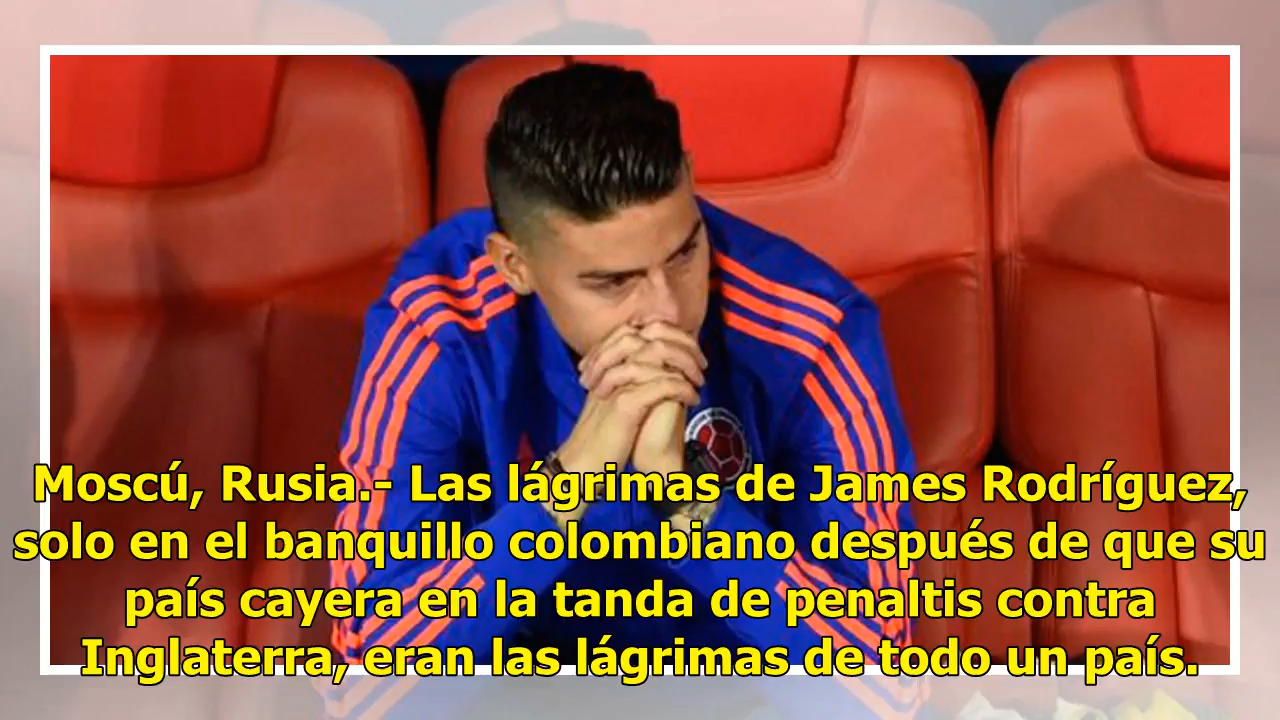 Moscú, Rusia.- Las lágrimas de James Rodríguez,
solo en el banquillo colombiano después de que su
país cayera en la tanda de penaltis contra
Inglaterra, eran las lágrimas de todo un país.